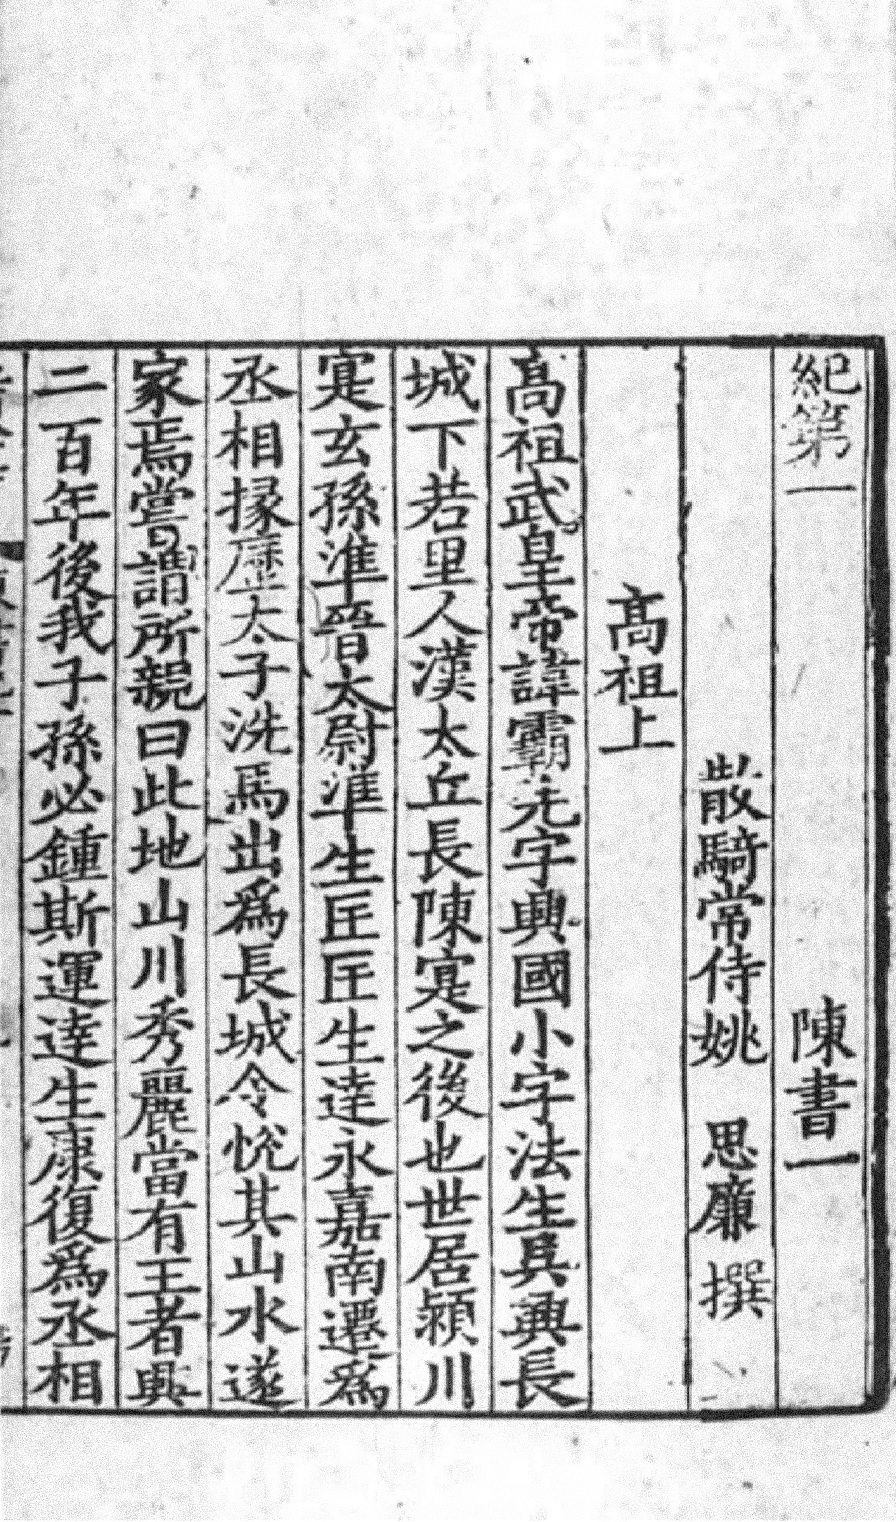 紀第一 陳書一
散騎常侍姚 思廉 撰
高祖上
高祖武皇帝諱霸先字興國小字法生吳興長
城下若里人漢太丘長陳寔之後也世居潁川
寔玄孫準晉太尉準生匡匡生達永嘉南遷爲
丞相掾歷太子洗馬出爲長城令悅其山水遂
家焉嘗謂所親曰此地山川秀麗當有王者興
二百年後我子孫必鍾斯運達生康復爲丞相